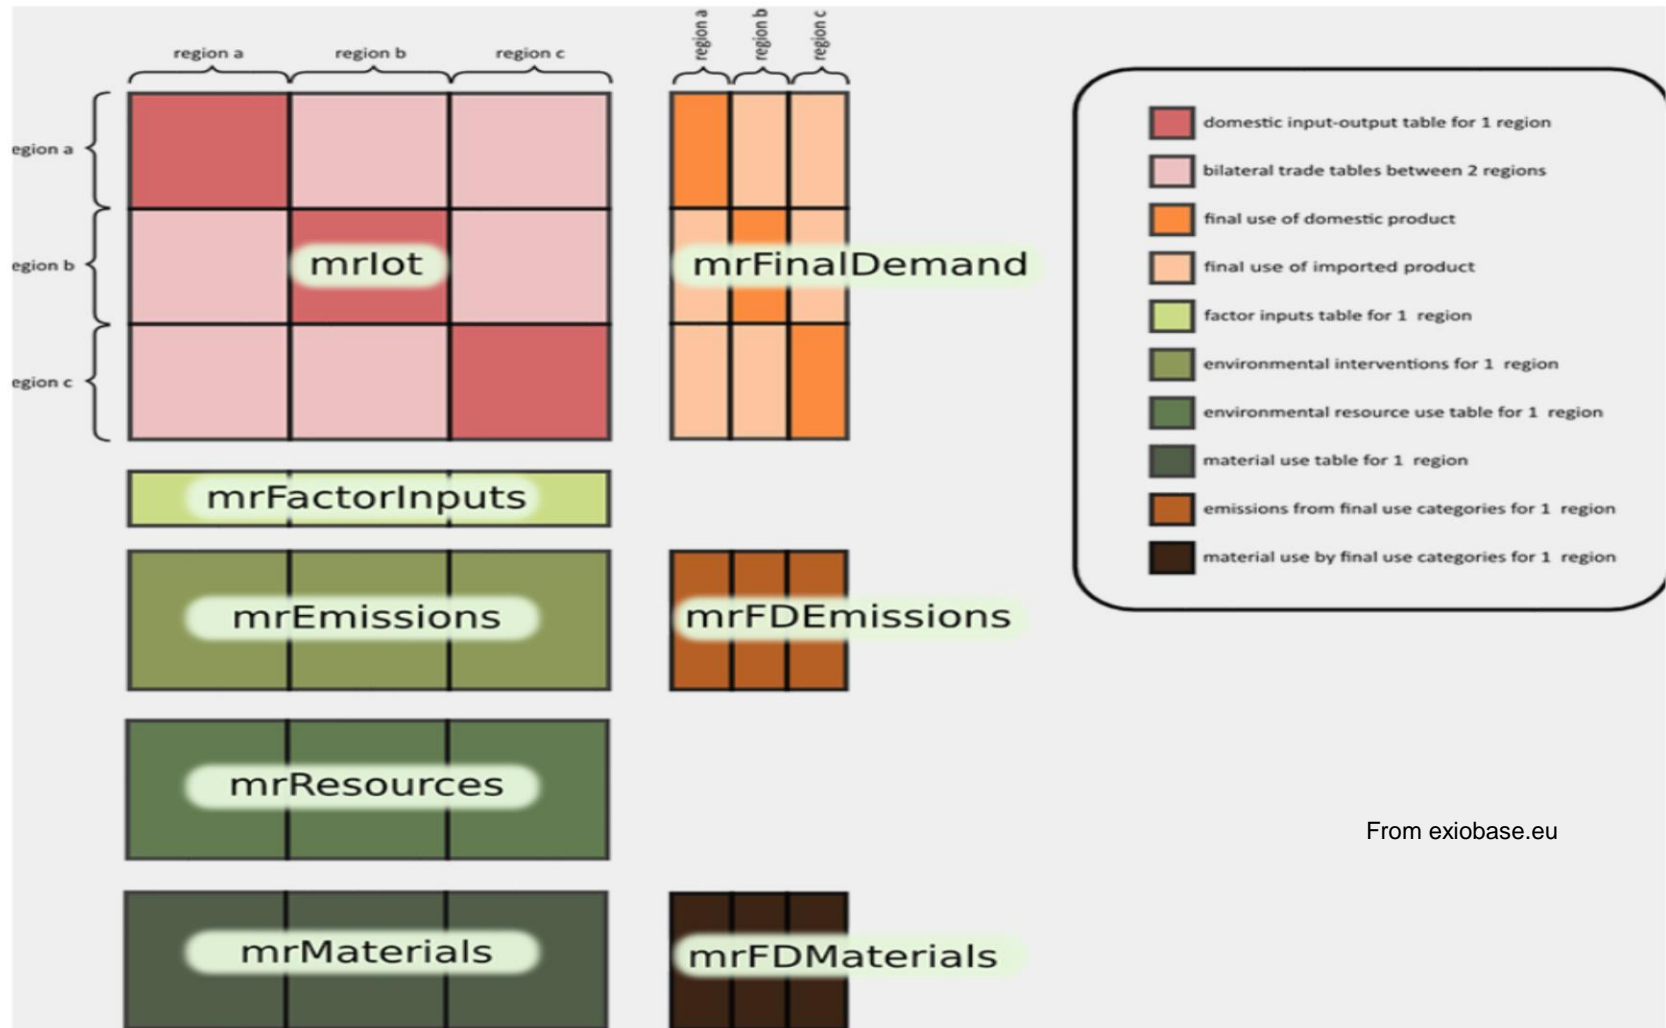 region a
region b
region c
region a
region b
region c
egion a
egion b
egion c
mrIot
mrFinalDemand
mrFactorInputs
mrEmissions
mrFDEmissions
mrResources
mrMaterials
mrFDMaterials
domestic input-output table for 1 region
bilateral trade tables between 2 regions
final use of domestic product
final use of imported product
factor inputs table for 1 region
environmental interventions for 1 region
environmental resource use table for 1 region
material use table for 1 region
emissions from final use categories for 1 region
material use by final use categories for 1 region
From exiobase.eu